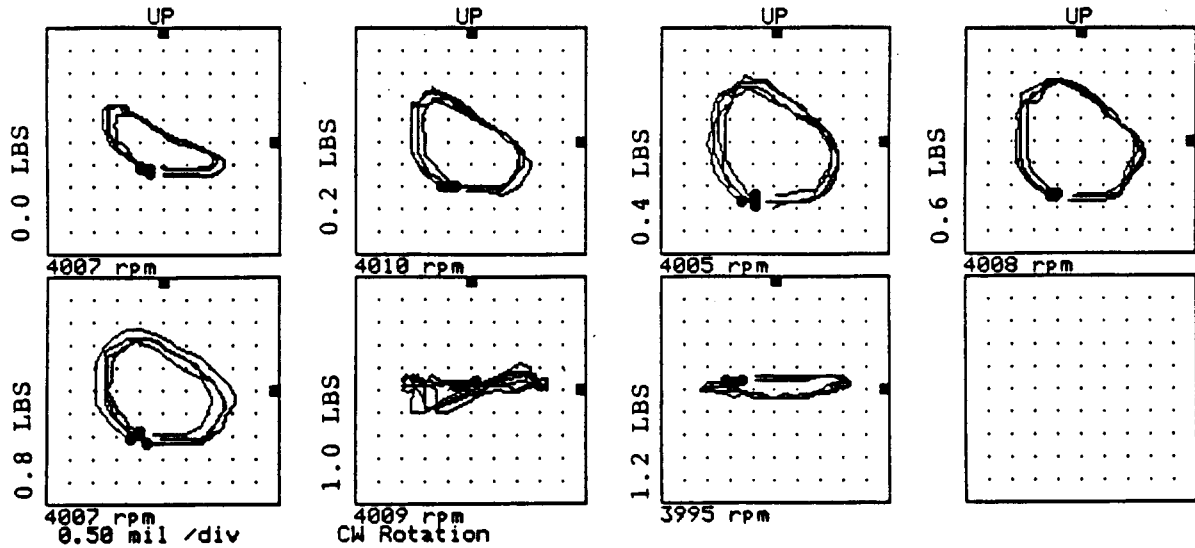 UP
UP
UP
UP
0.0 LBS
0.2 LBS
0.4 LBS
0.6 LBS
4007 rpm
4010 rpm
4005 rpm
4008 rpm
0.8 LBS
1.0 LBS
1.2 LBS
4007 rpm
4009 rpm
3995 rpm
0.50 mil /div
CW Rotation